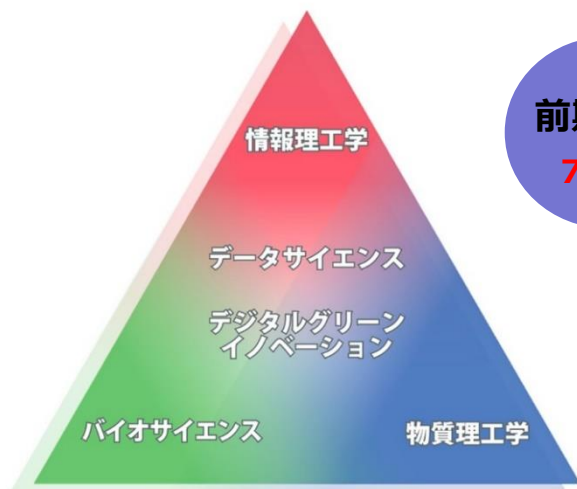 情報理工学
前
7
データサイエンス
デジタルグリーン
イノベーション
バイオサイエンス
物質理工学